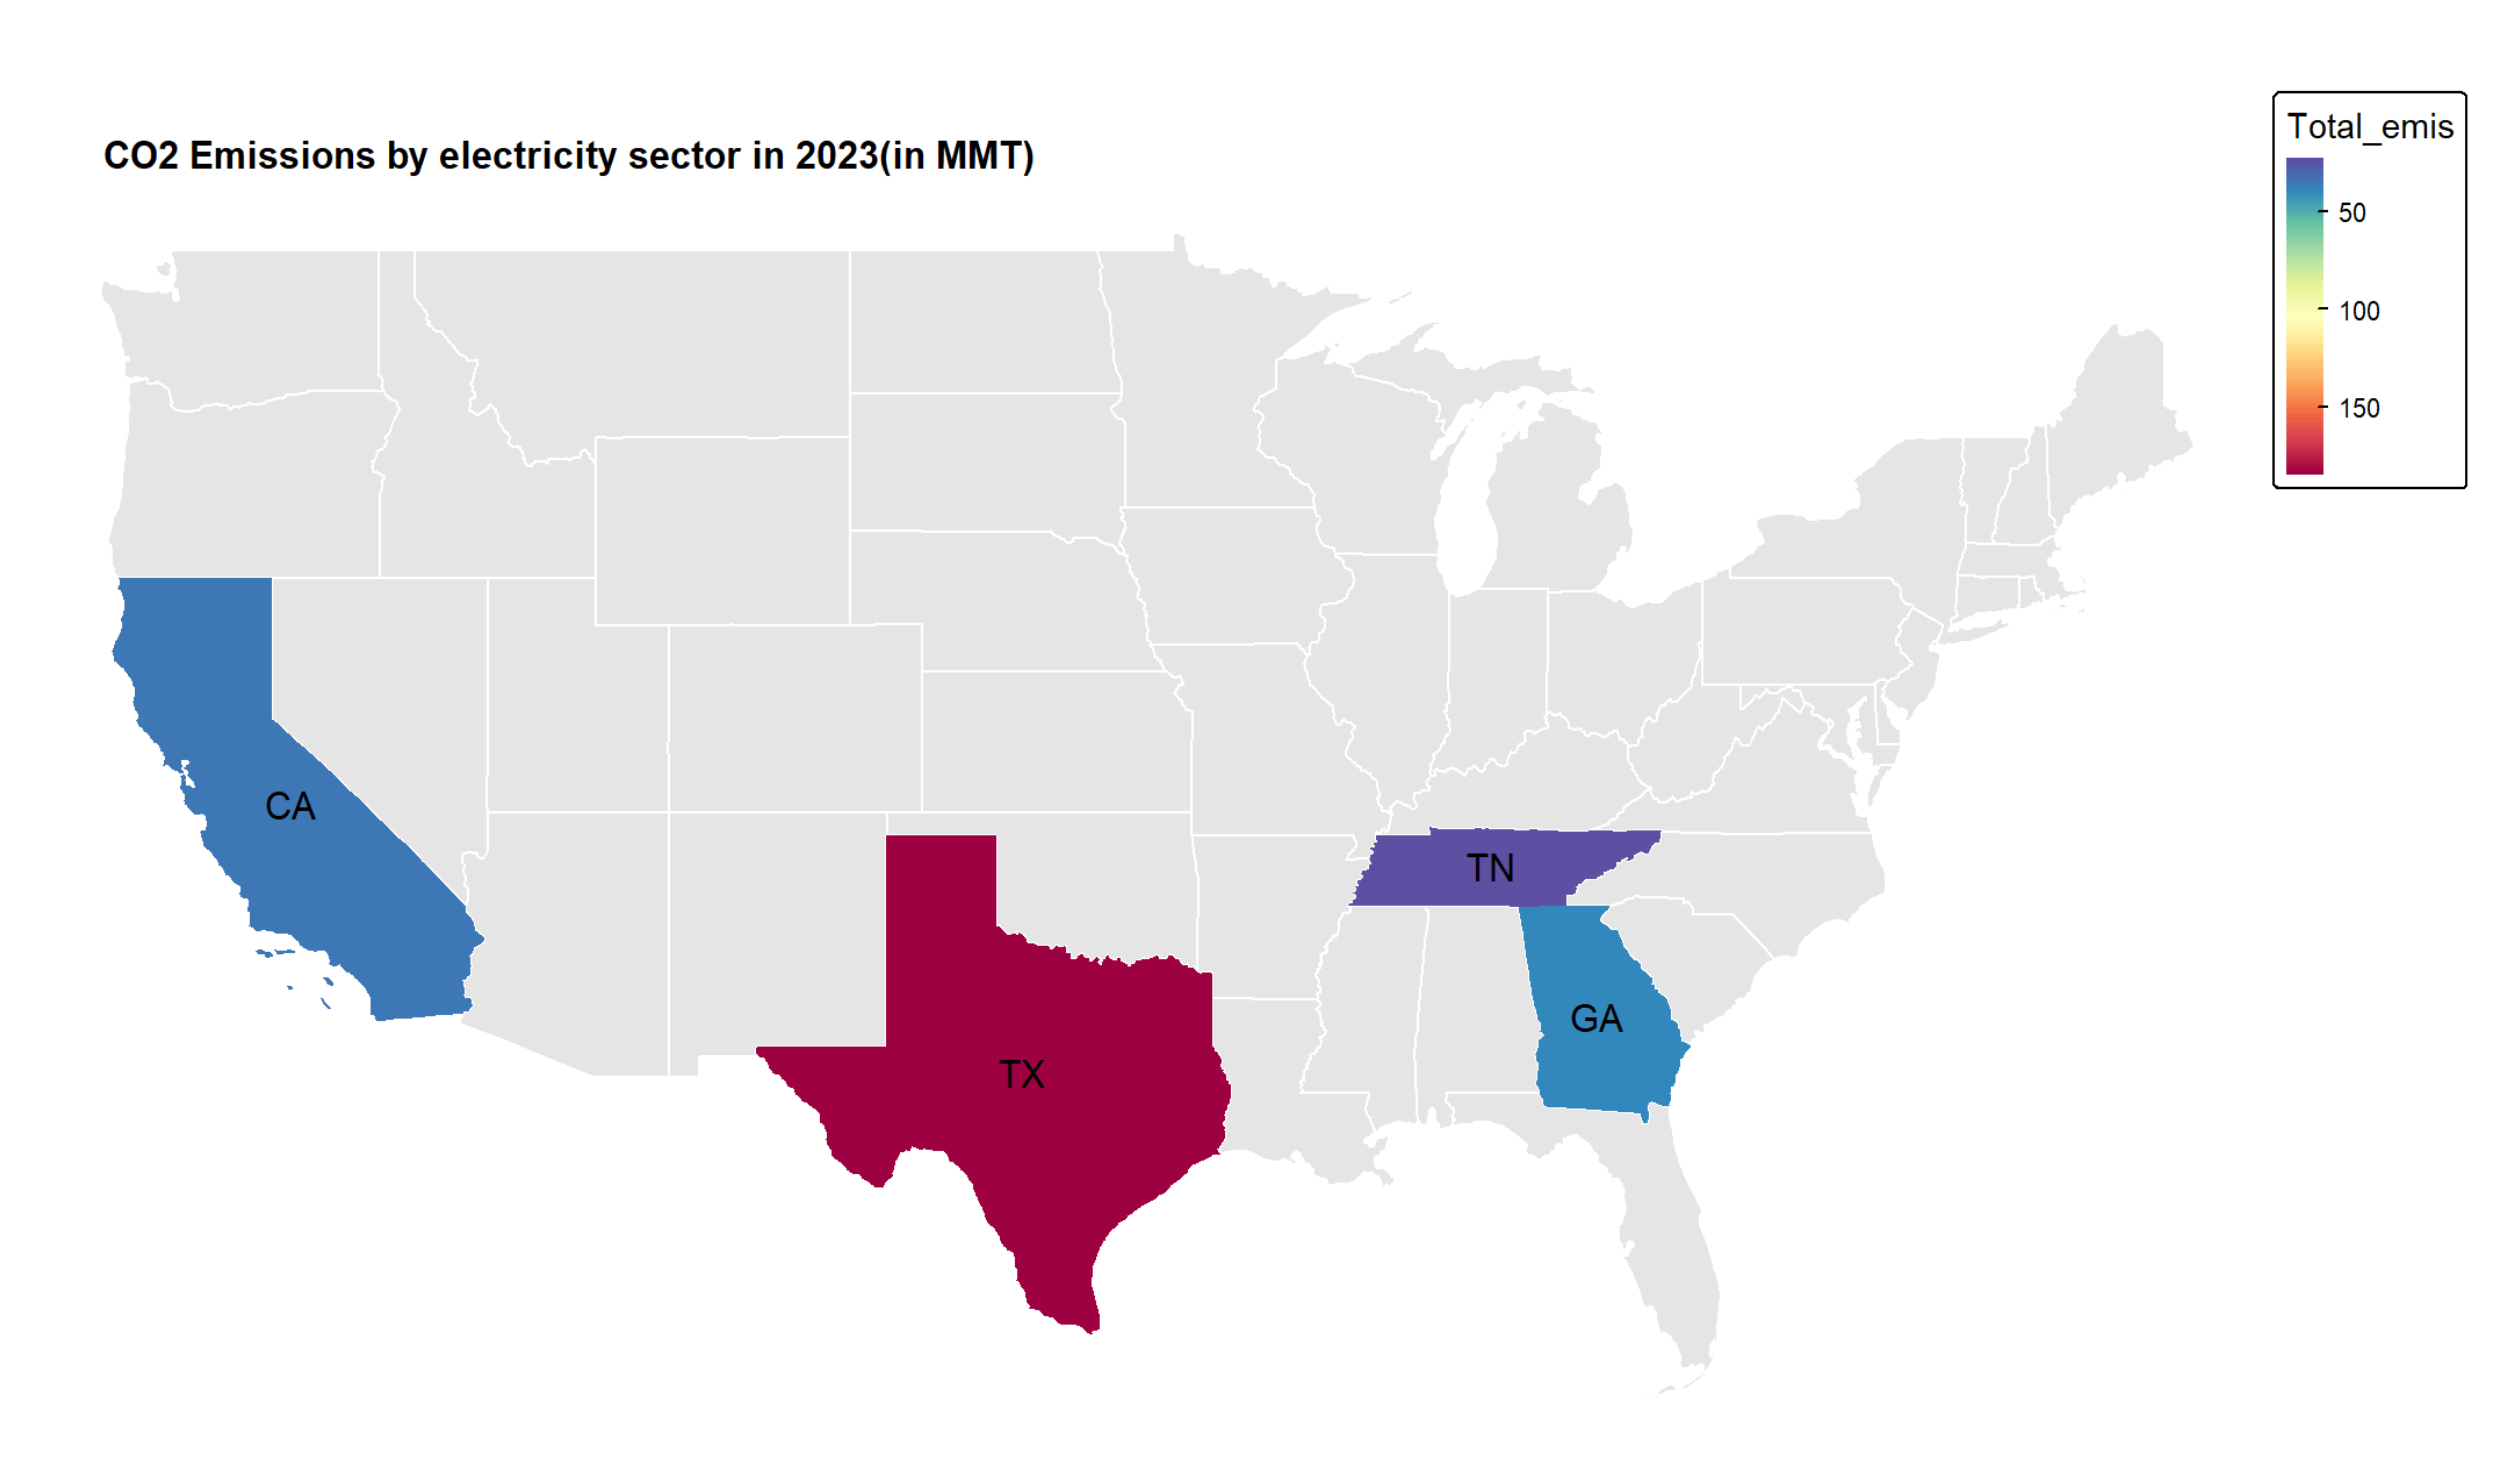 CO2 Emissions by electricity sector in 2023(in MMT)
Total_emis
50
100
150
CA
TN
GA
TX